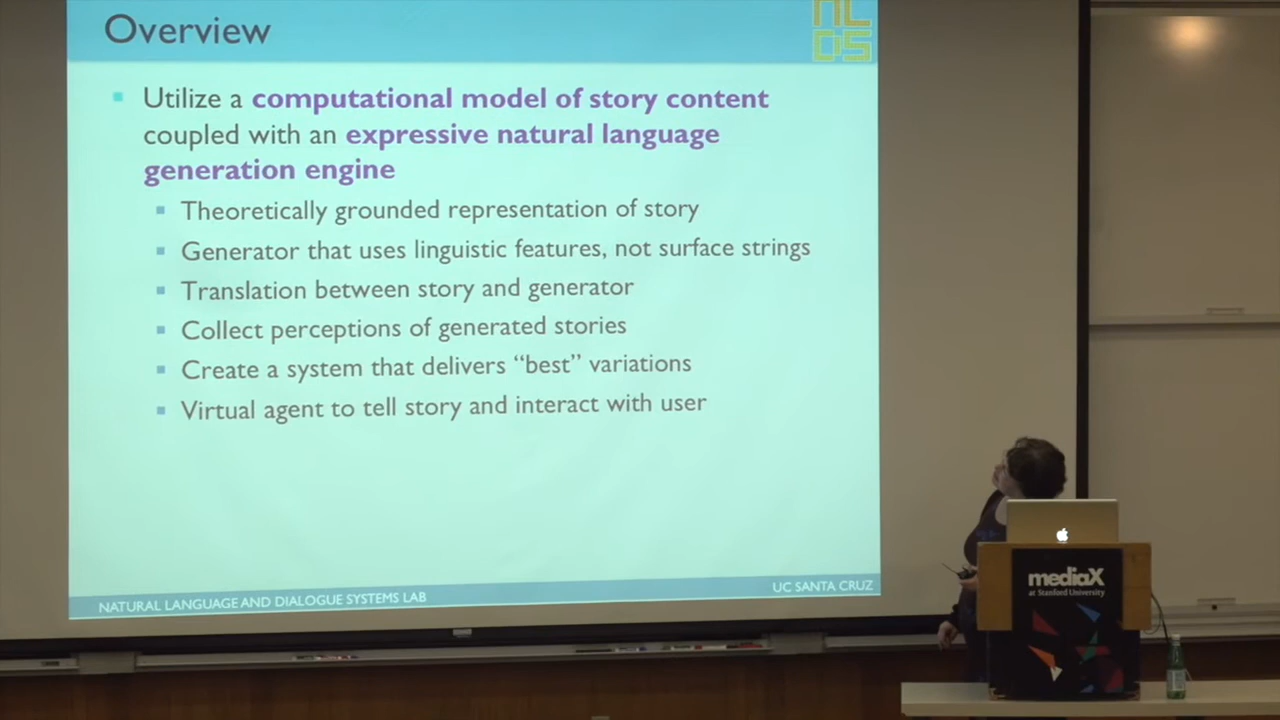 Overview
NL
DS
Utilize a computational model of story content
coupled with an expressive natural language
generation engine
Theoretically grounded representation of story
Generator that uses linguistic features, not surface strings
Translation between story and generator
Collect perceptions of generated stories
Create a system that delivers “best” variations
Virtual agent to tell story and interact with user
NATURAL LANGUAGE AND DIALOGUE SYSTEMS LAB
UC SANTA CRUZ
mediaX
at Stanford University